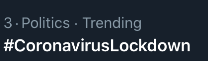 3 · Politics · Trending
#CoronavirusLockdown